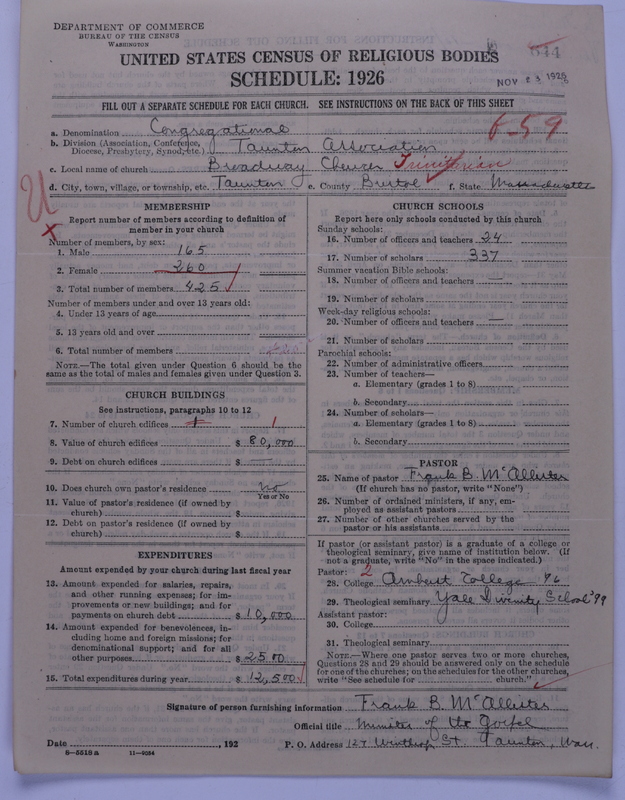 DEPARTMENT OF COMMERCE
BUREAU OF THE CENSUS
WASHINGTON
UNITED STATES CENSUS OF RELIGIOUS BODIES
SCHEDULE: 1926
NOV 23 1926
FILL OUT A SEPARATE SCHEDULE FOR EACH CHURCH. SEE INSTRUCTIONS ON THE BACK OF THIS SHEET
6-59
a. Denomination Congregational
b. Division (Association, Conference, Diocese, Presbytery, Synod, etc.) Taunton Association
c. Local name of church Broadway Church Trinitarian
d. City, town, village, or township, etc. Taunton e. County Bristol f. State Massachusetts
MEMBERSHIP
Report number of members according to definition of
member in your church
Number of members, by sex:
1. Male 165
2. Female 260
3. Total number of members 425
Number of members under and over 13 years old:
4. Under 13 years of age
5. 13 years old and over
6. Total number of members
NOTE.—The total given under Question 6 should be
same as the total of males and females given under Question 3.
CHURCH BUILDINGS
See instructions, paragraphs 10 to 12
7. Number of church edifices 1 1
8. Value of church edifices $ 80,000
9. Debt on church edifices $
10. Does church own pastor's residence no
Yes or No
11. Value of pastor's residence (if owned by
church) $
12. Debt on pastor's residence (if owned by
church) $
EXPENDITURES
Amount expended by your church during last fiscal year
13. Amount expended for salaries, repairs,
and other running expenses; for im-
provements or new buildings; and for
payments on church debt $ 10,000
14. Amount expended for benevolences, in-
cluding home and foreign missions; for
denominational support; and for all
other purposes $ 2500
15. Total expenditures during year $ 12,500
CHURCH SCHOOLS
Report here only schools conducted by this church
Sunday schools:
16. Number of officers and teachers 24
17. Number of scholars 337
Summer vacation Bible schools:
18. Number of officers and teachers —
19. Number of scholars
Week-day religious schools:
20. Number of officers and teachers —
21. Number of scholars
Parochial schools:
22. Number of administrative officers
23. Number of teachers—
a. Elementary (grades 1 to 8)
b. Secondary
24. Number of scholars—
a. Elementary (grades 1 to 8)
b. Secondary
PASTOR
25. Name of pastor Frank B. McAllister
(If church has no pastor, write "None")
26. Number of ordained ministers, if any, em-
ployed as assistant pastors
27. Number of other churches served by the
pastor or his assistants
If pastor (or assistant pastor) is a graduate of a college or
theological seminary, give name of institution below. (If
not a graduate, write "No" in the space indicated.)
Pastor: 2
28. College Amherst College '96
29. Theological seminary Yale Divinity School '99
Assistant pastor:
30. College
31. Theological seminary
NOTE.—Where one pastor serves two or more churches,
Questions 28 and 29 should be answered only on the schedule
for one of the churches; on the schedules for the other churches,
write "See schedule for church."
Signature of person furnishing information Frank B. McAllister
Official title Minister of the Gospel
Date , 192 P. O. Address 127 Winthrop St. Taunton, Mass.
8—5518 a 11—9034